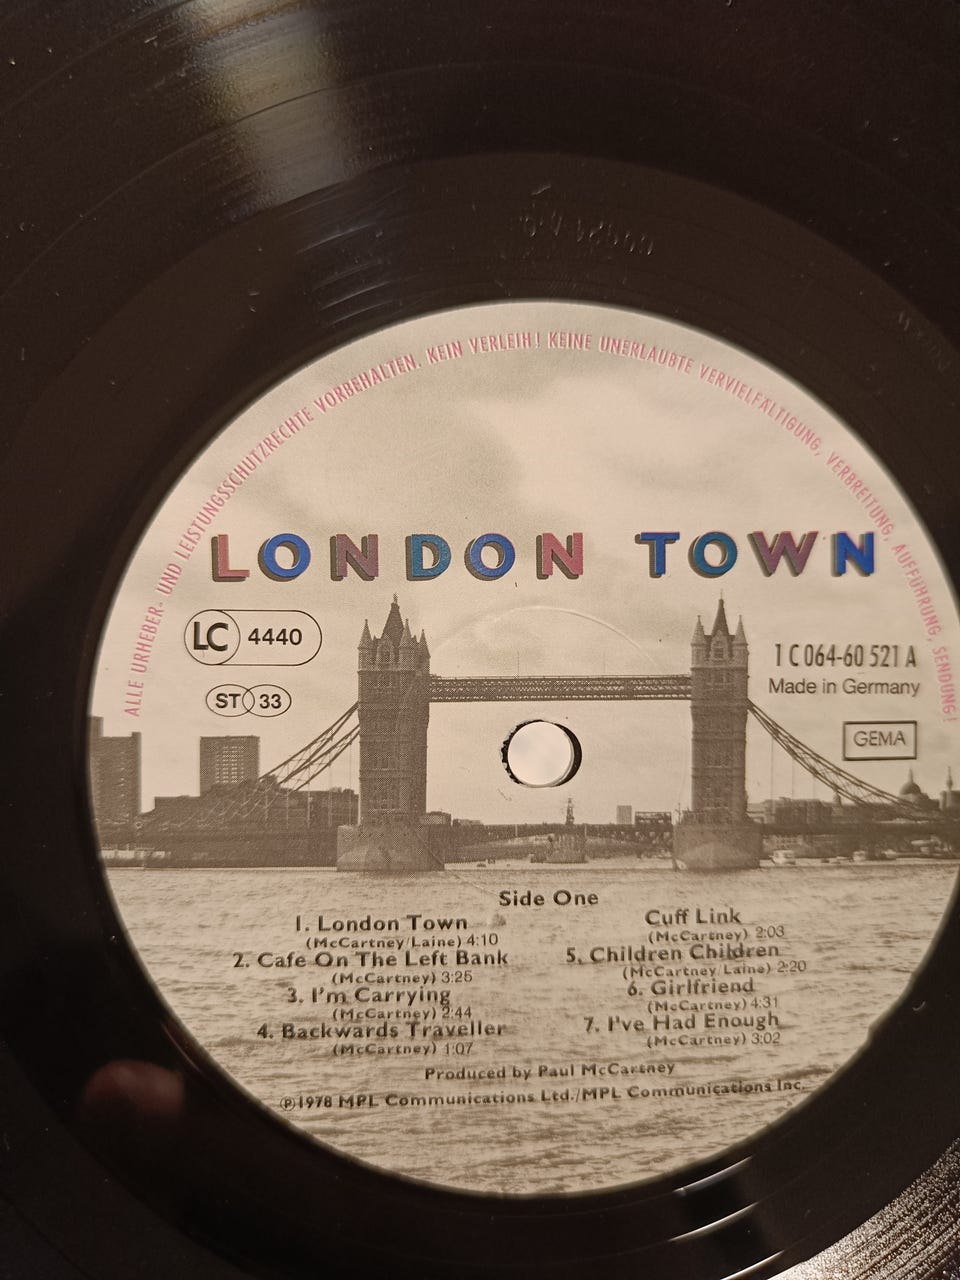 ALLE URHEBER- UND LEISTUNGSSCHUTZRECHTE VORBEHALTEN. KEIN VERLEIH! KEINE UNERLAUBTE VERVIELFÄLTIGUNG, VERBREITUNG, AUFFÜHRUNG, SENDUNG!
LONDON TOWN
LC 4440
ST 33
1 C 064-60 521 A
Made in Germany
GEMA
Side One
1. London Town
(McCartney/Laine) 4:10
2. Cafe On The Left Bank
(McCartney) 3:25
3. I'm Carrying
(McCartney) 2:44
4. Backwards Traveller
(McCartney) 1:07
Cuff Link
(McCartney) 2:03
5. Children Children
(McCartney/Laine) 2:20
6. Girlfriend
(McCartney) 4:31
7. I've Had Enough
(McCartney) 3:02
Produced by Paul McCartney
℗1978 MPL Communications Ltd./MPL Communications Inc.